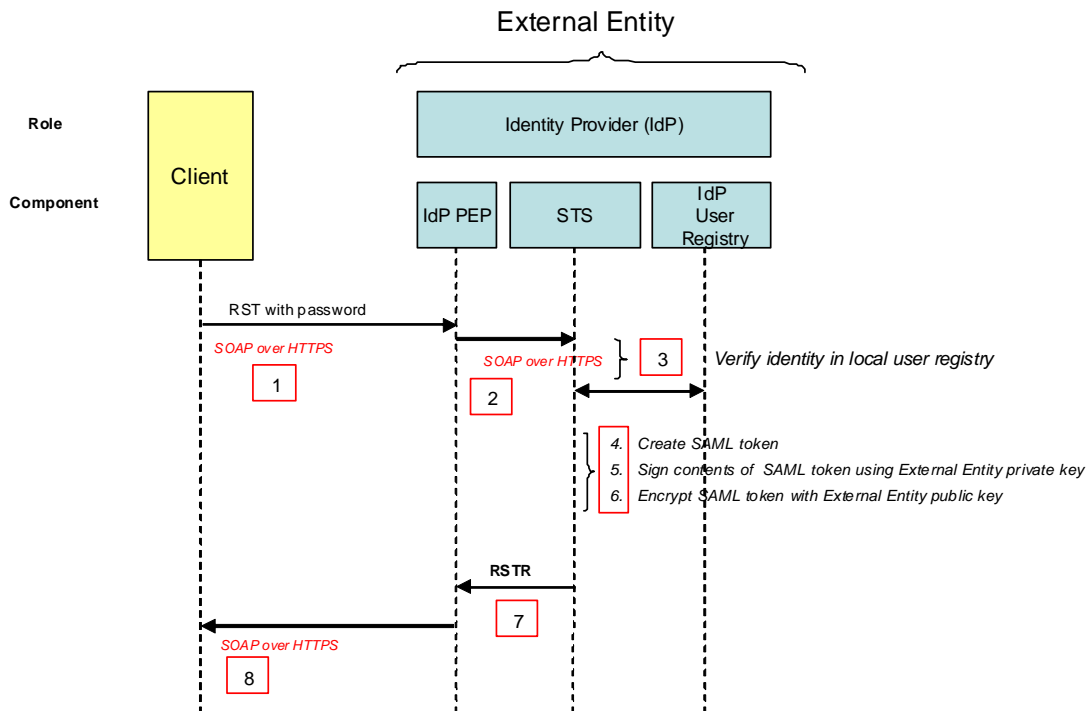 External Entity
Role
Identity Provider (IdP)
Client
Component
IdP PEP
STS
IdP
User
Registry
RST with password
SOAP over HTTPS
1
SOAP over HTTPS
2
3
Verify identity in local user registry
4. Create SAML token
5. Sign contents of SAML token using External Entity private key
6. Encrypt SAML token with External Entity public key
RSTR
7
SOAP over HTTPS
8